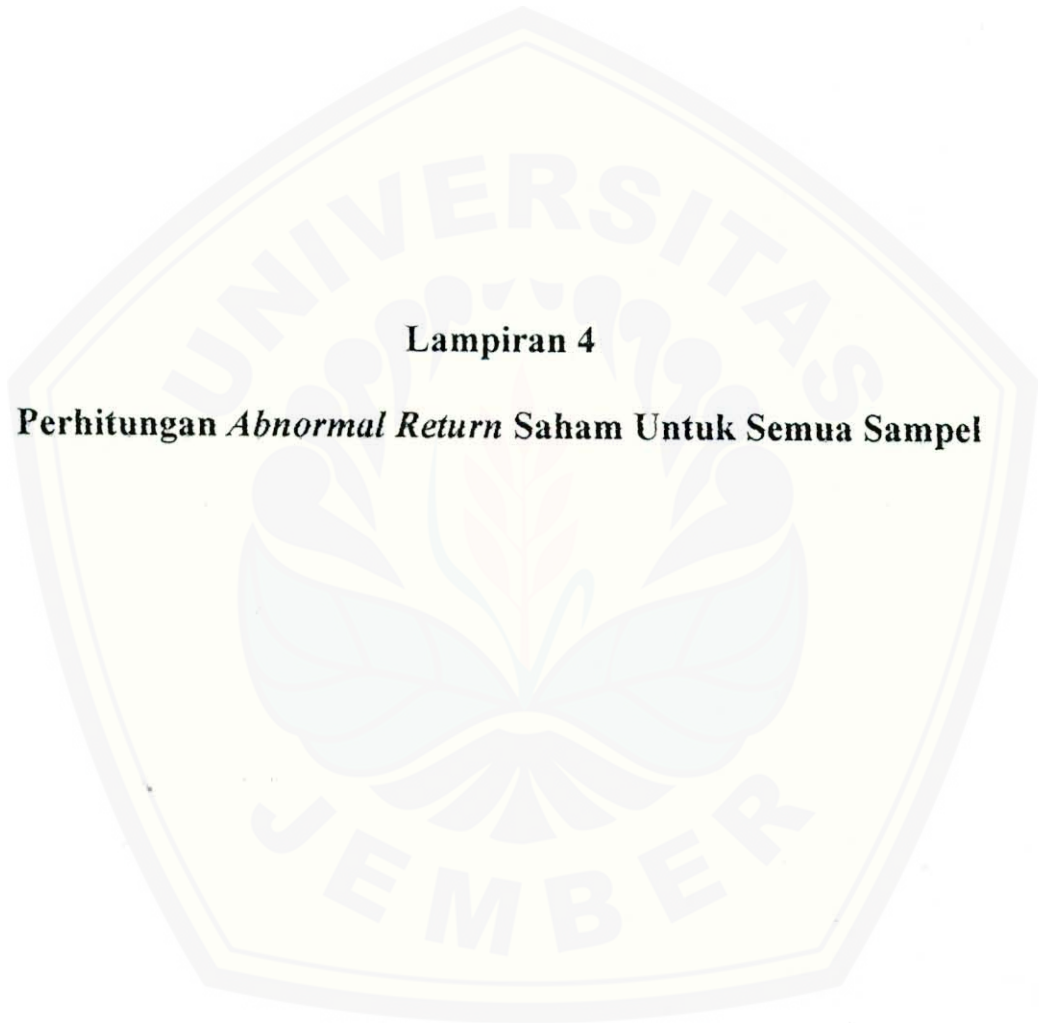 UNIVERSITAS
Lampiran 4
Perhitungan Abnormal Return Saham Untuk Semua Sampel
JEMBER